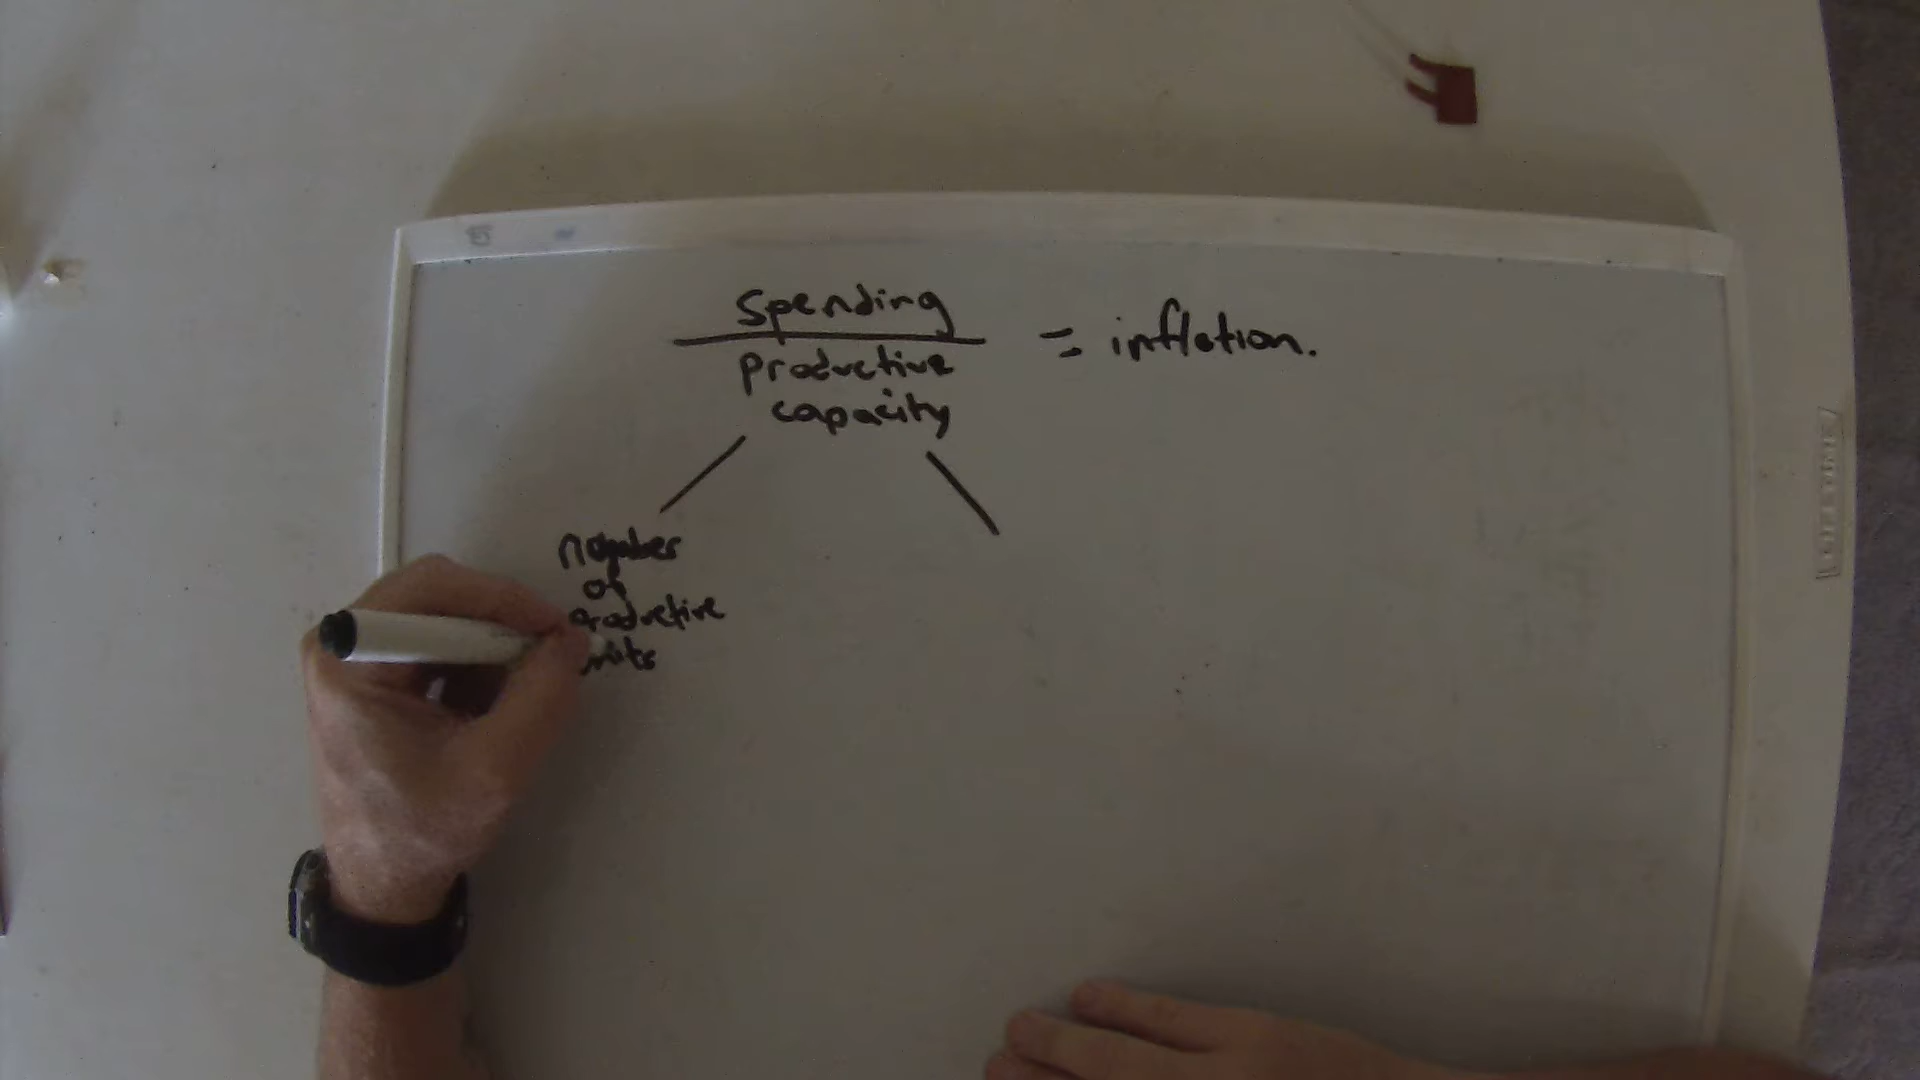 Spending
productive
capacity
= inflation.
number
of
productive
units